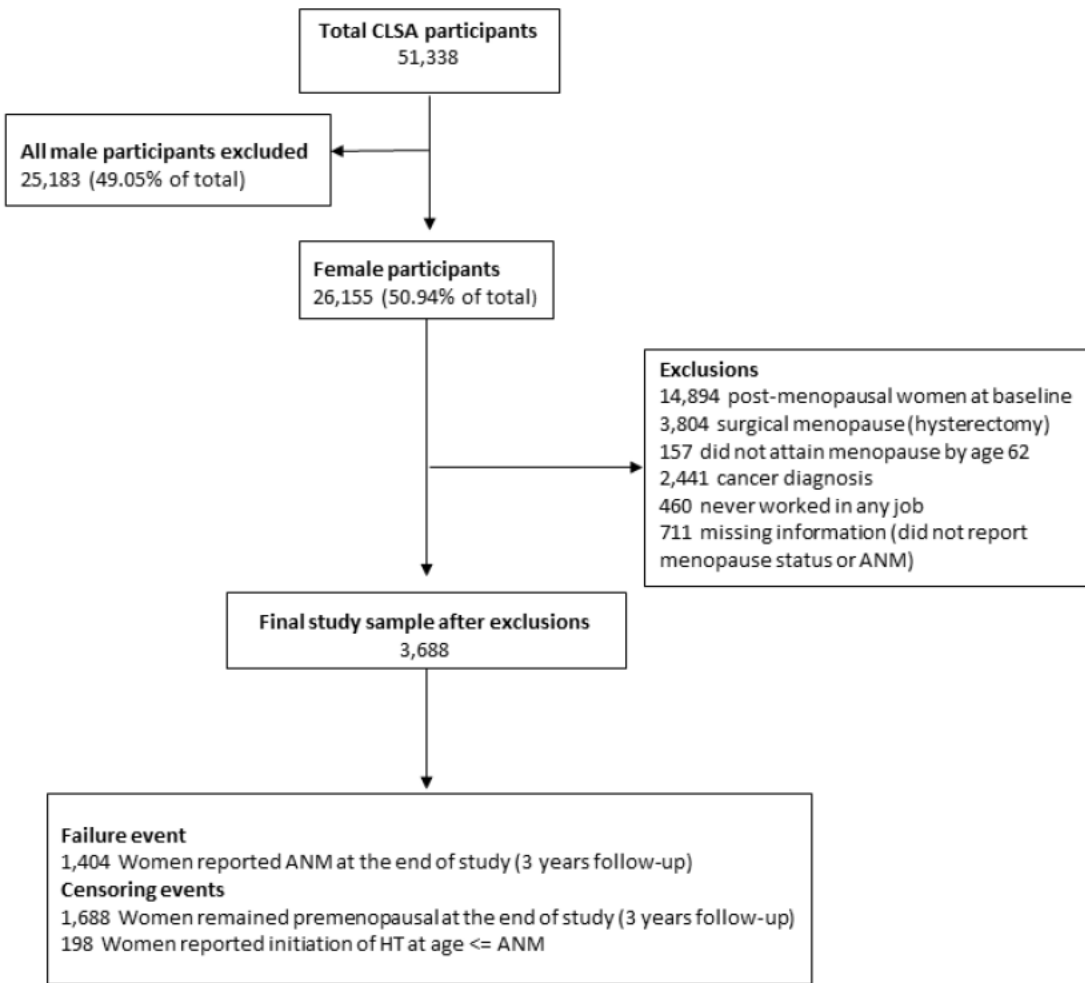 Total CLSA participants
51,338
All male participants excluded
25,183 (49.05% of total)
Female participants
26,155 (50.94% of total)
Exclusions
14,894 post-menopausal women at baseline
3,804 surgical menopause (hysterectomy)
157 did not attain menopause by age 62
2,441 cancer diagnosis
460 never worked in any job
711 missing information (did not report
menopause status or ANM)
Final study sample after exclusions
3,688
Failure event
1,404 Women reported ANM at the end of study (3 years follow-up)
Censoring events
1,688 Women remained premenopausal at the end of study (3 years follow-up)
198 Women reported initiation of HT at age <= ANM